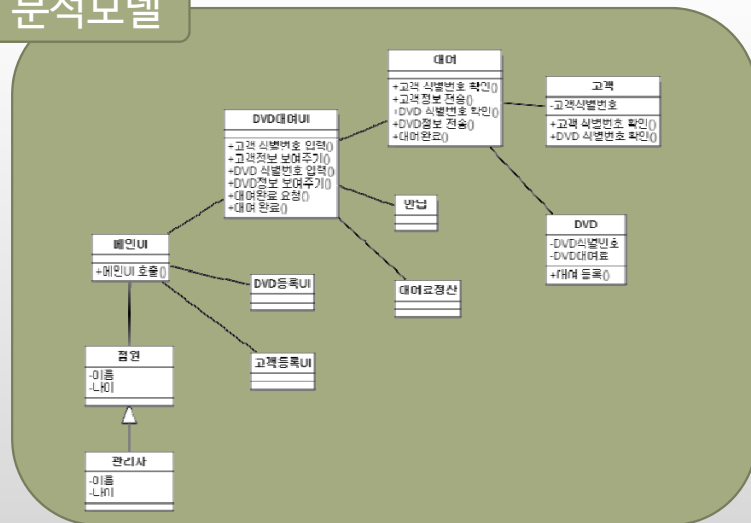 분석모델
대여
+고객 식별번호 확인()
+고객정보 전송()
+DVD 식별번호 확인()
+DVD정보 전송()
+대여완료()
고객
-고객식별번호
+고객 식별번호 확인()
+DVD 식별번호 확인()
DVD대여UI
+고객 식별번호 입력()
+고객정보 보여주기()
+DVD 식별번호 입력()
+DVD정보 보여주기()
+대여완료 요청()
+대여 완료()
반납
DVD
-DVD식별번호
-DVD대여료
+대여 등록()
메인UI
+메인UI 호출()
DVD등록UI
대여료정산
고객등록UI
점원
-이름
-나이
관리자
-이름
-나이